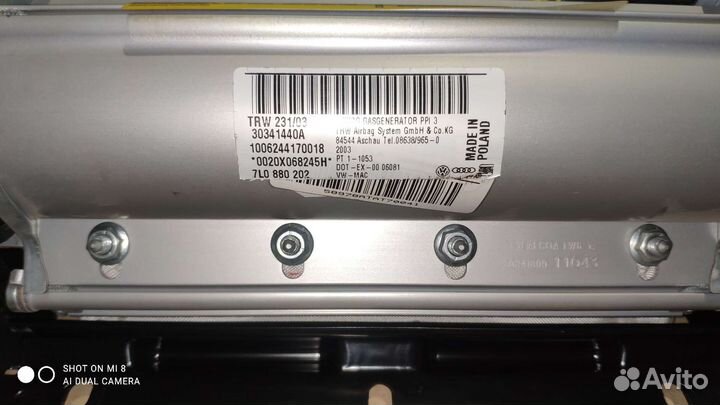 TRW 231/03
30341440A
1006244170018
*0020X068245H*
7L0 880 202
GASGENERATOR PPI 3
TRW Airbag System GmbH & Co.KG
84544 Aschau Tel.08638/965-0
2003
PT 1-1053
DOT-EX-00 06081
VW-MAC
MADE IN
POLAND
11643
SHOT ON MI 8
AI DUAL CAMERA
Avito